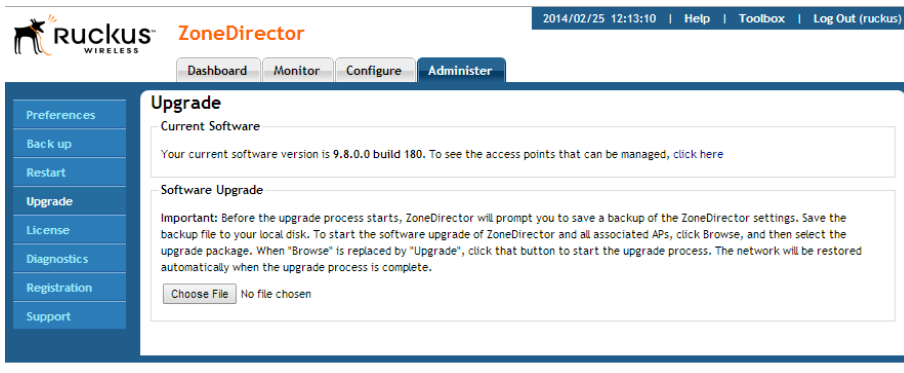 2014/02/25 12:13:10 | Help | Toolbox | Log Out (ruckus)
Ruckus™
WIRELESS
ZoneDirector
Dashboard Monitor Configure Administer
Preferences
Back up
Restart
Upgrade
License
Diagnostics
Registration
Support
Upgrade
Current Software
Your current software version is 9.8.0.0 build 180. To see the access points that can be managed, click here
Software Upgrade
Important: Before the upgrade process starts, ZoneDirector will prompt you to save a backup of the ZoneDirector settings. Save the
backup file to your local disk. To start the software upgrade of ZoneDirector and all associated APs, click Browse, and then select the
upgrade package. When "Browse" is replaced by "Upgrade", click that button to start the upgrade process. The network will be restored
automatically when the upgrade process is complete.
Choose File No file chosen